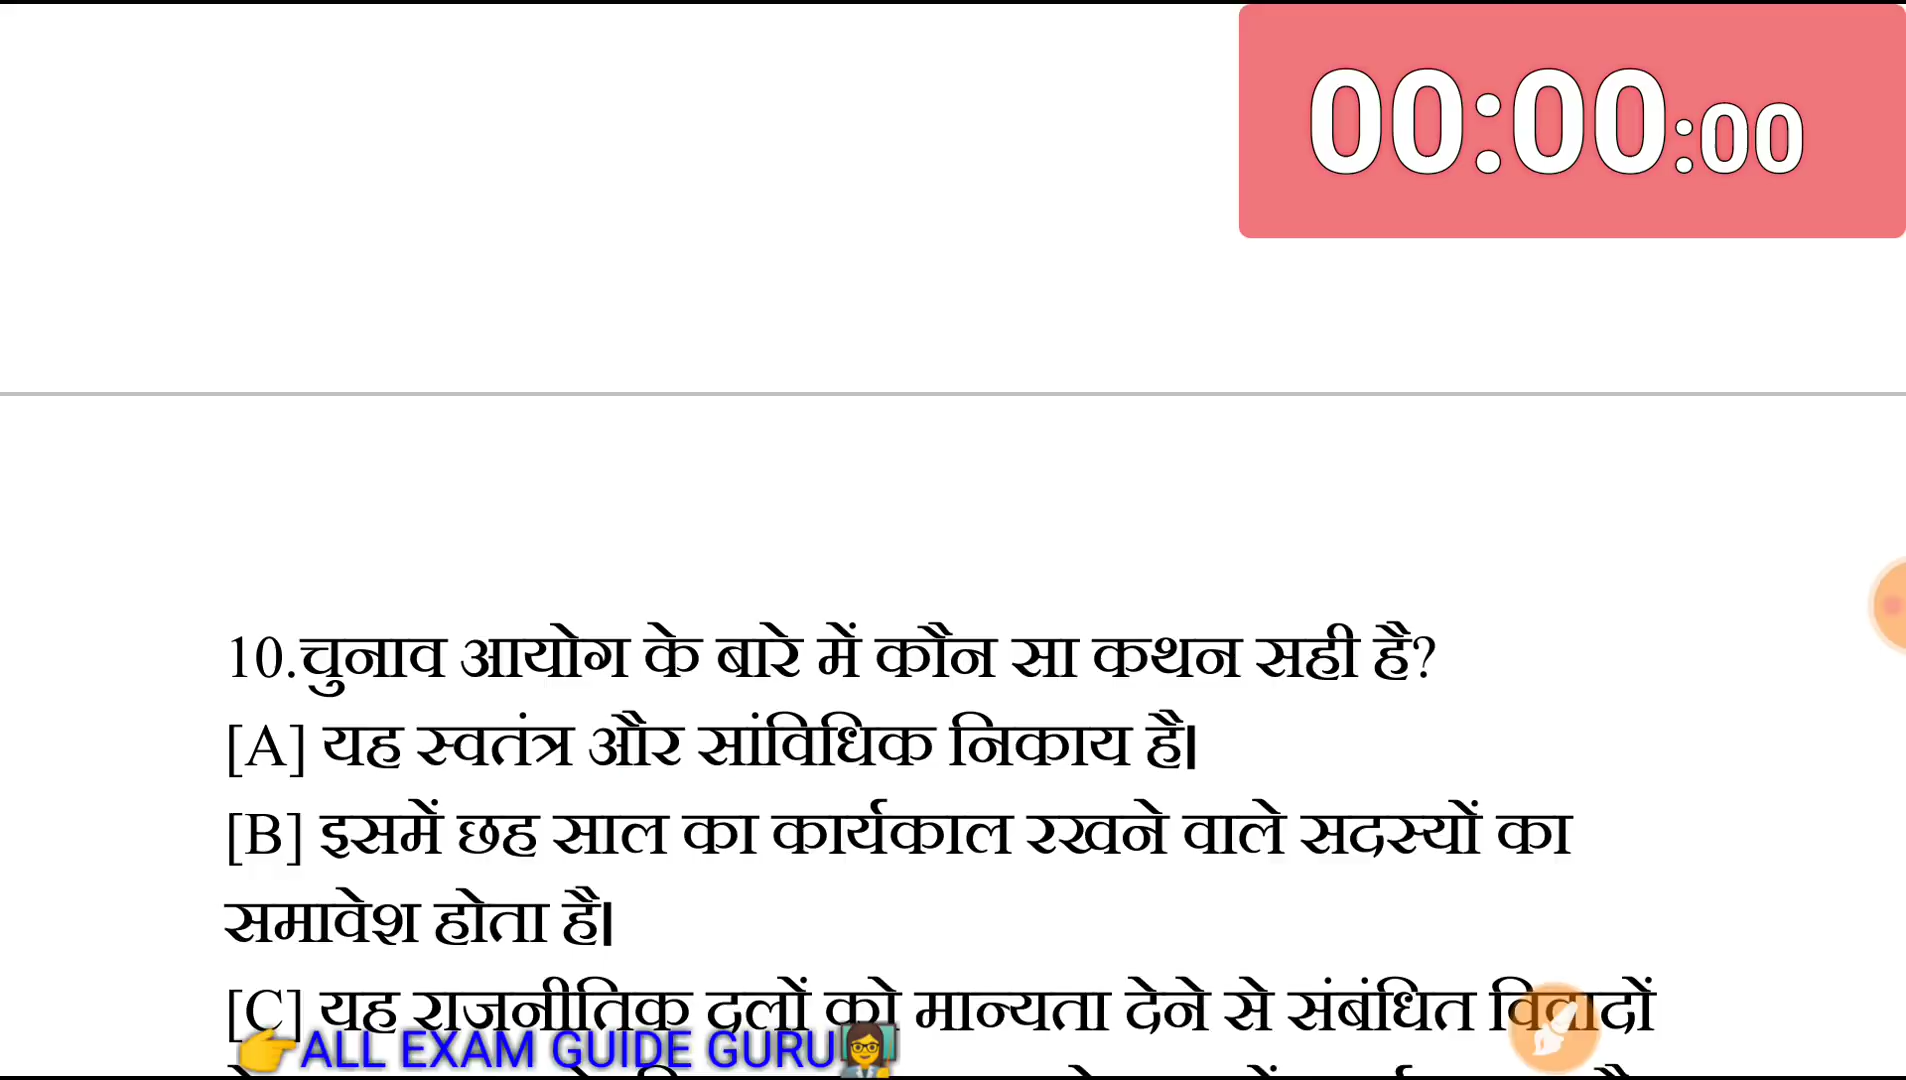 00:00:00
10.चुनाव आयोग के बारे में कौन सा कथन सही है?
[A] यह स्वतंत्र और सांविधिक निकाय है।
[B] इसमें छह साल का कार्यकाल रखने वाले सदस्यों का
समावेश होता है।
[C] यह राजनीतिक दलों को मान्यता देने से संबंधित विवादों
👉ALL EXAM GUIDE GURU👩‍🏫